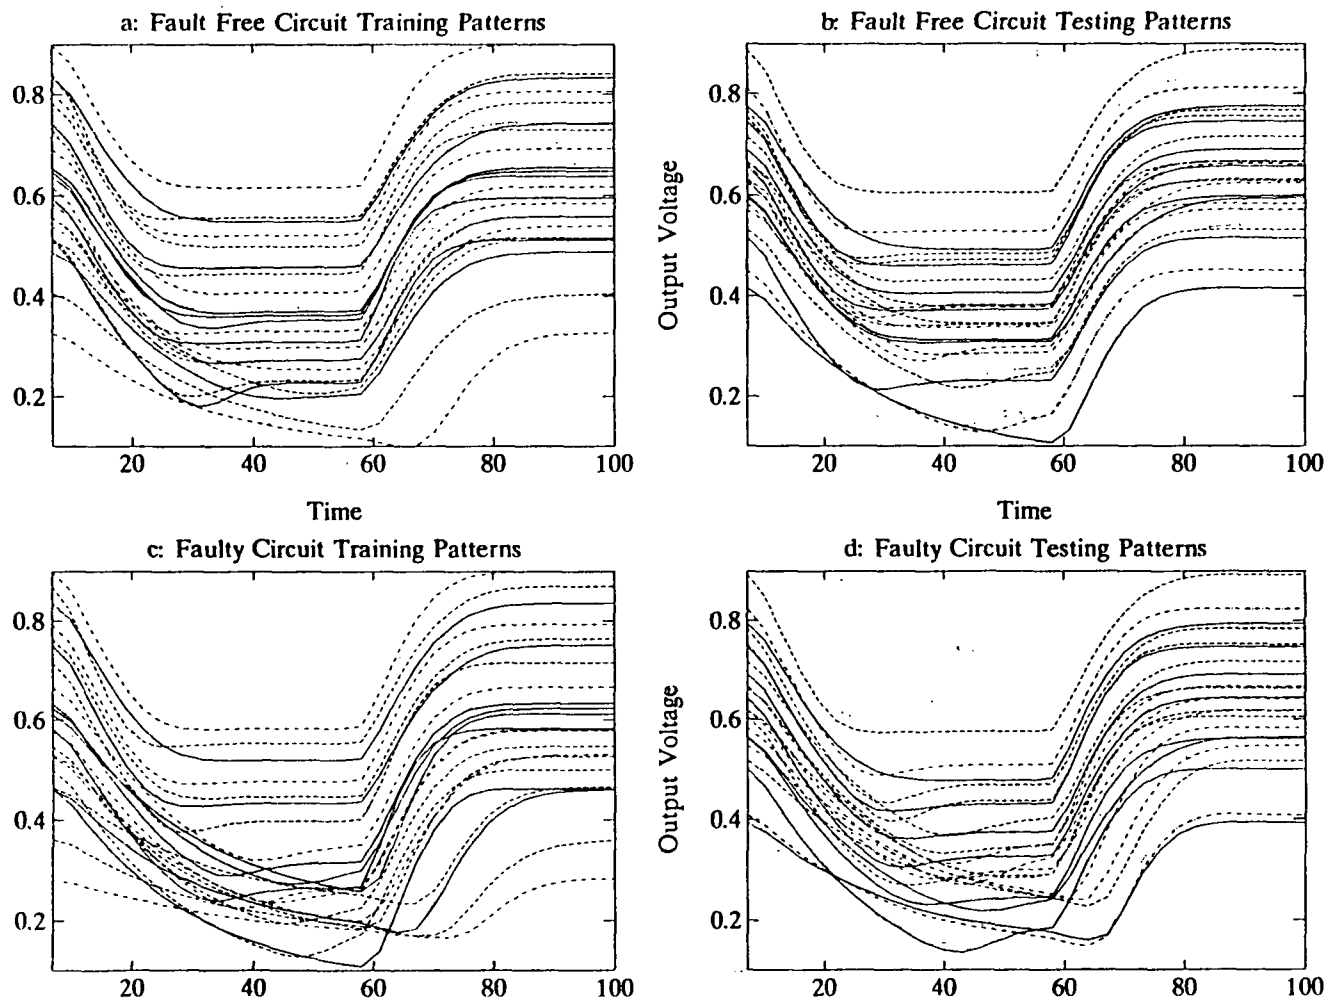 a: Fault Free Circuit Training Patterns
0.8
0.6
0.4
0.2
20 40 60 80 100
Time
b: Fault Free Circuit Testing Patterns
Output Voltage
0.8
0.6
0.4
0.2
20 40 60 80 100
Time
c: Faulty Circuit Training Patterns
0.8
0.6
0.4
0.2
20 40 60 80 100
d: Faulty Circuit Testing Patterns
Output Voltage
0.8
0.6
0.4
0.2
20 40 60 80 100